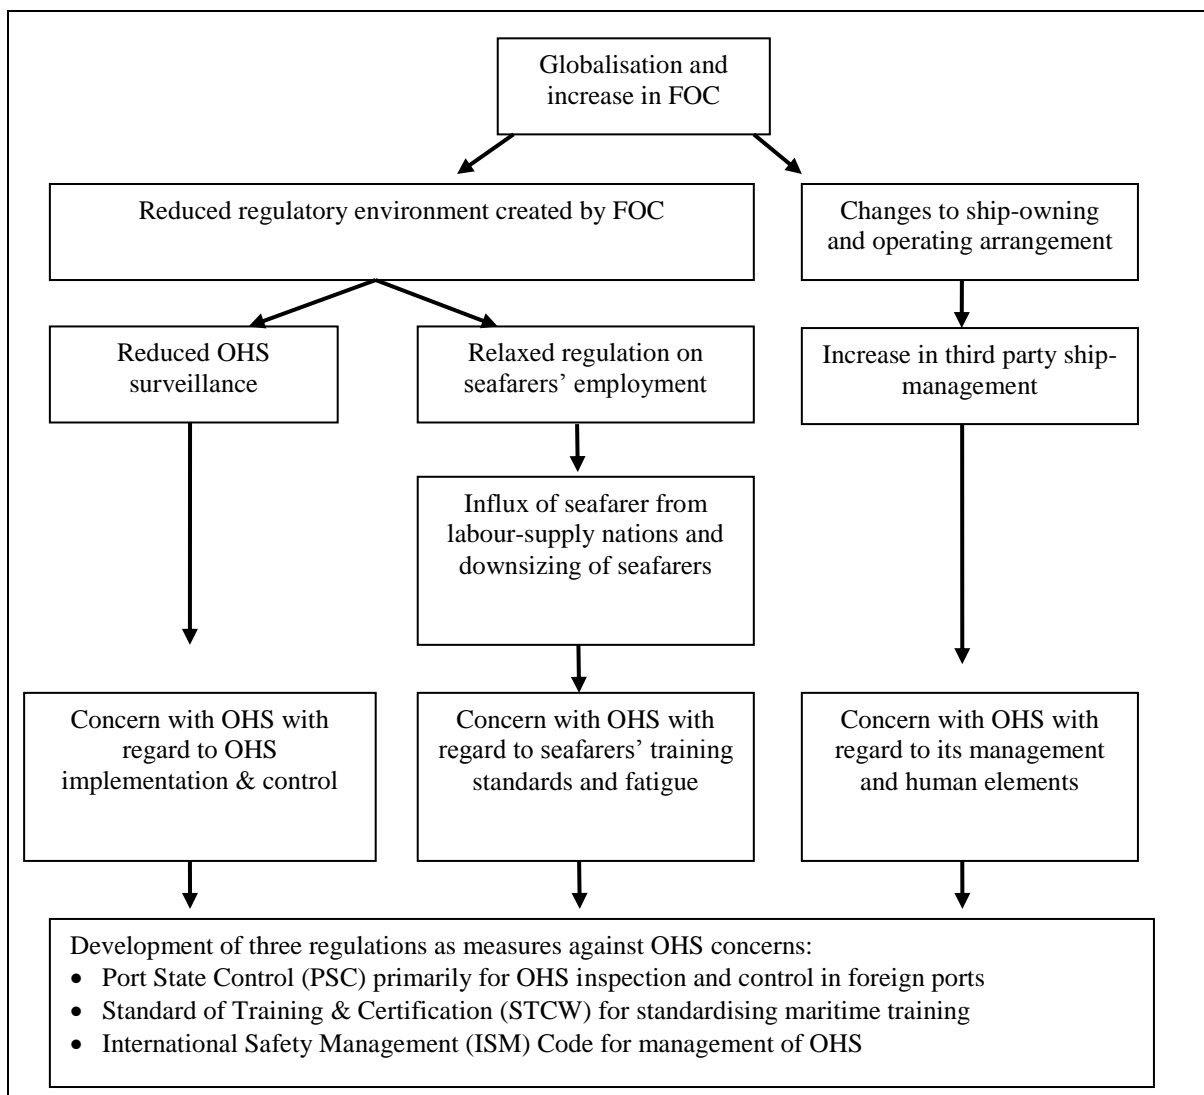 Globalisation and
increase in FOC
Reduced regulatory environment created by FOC
Changes to ship-owning
and operating arrangement
Reduced OHS
surveillance
Relaxed regulation on
seafarers’ employment
Increase in third party ship-
management
Influx of seafarer from
labour-supply nations and
downsizing of seafarers
Concern with OHS with
regard to OHS
implementation & control
Concern with OHS with
regard to seafarers’ training
standards and fatigue
Concern with OHS with
regard to its management
and human elements
Development of three regulations as measures against OHS concerns:
• Port State Control (PSC) primarily for OHS inspection and control in foreign ports
• Standard of Training & Certification (STCW) for standardising maritime training
• International Safety Management (ISM) Code for management of OHS